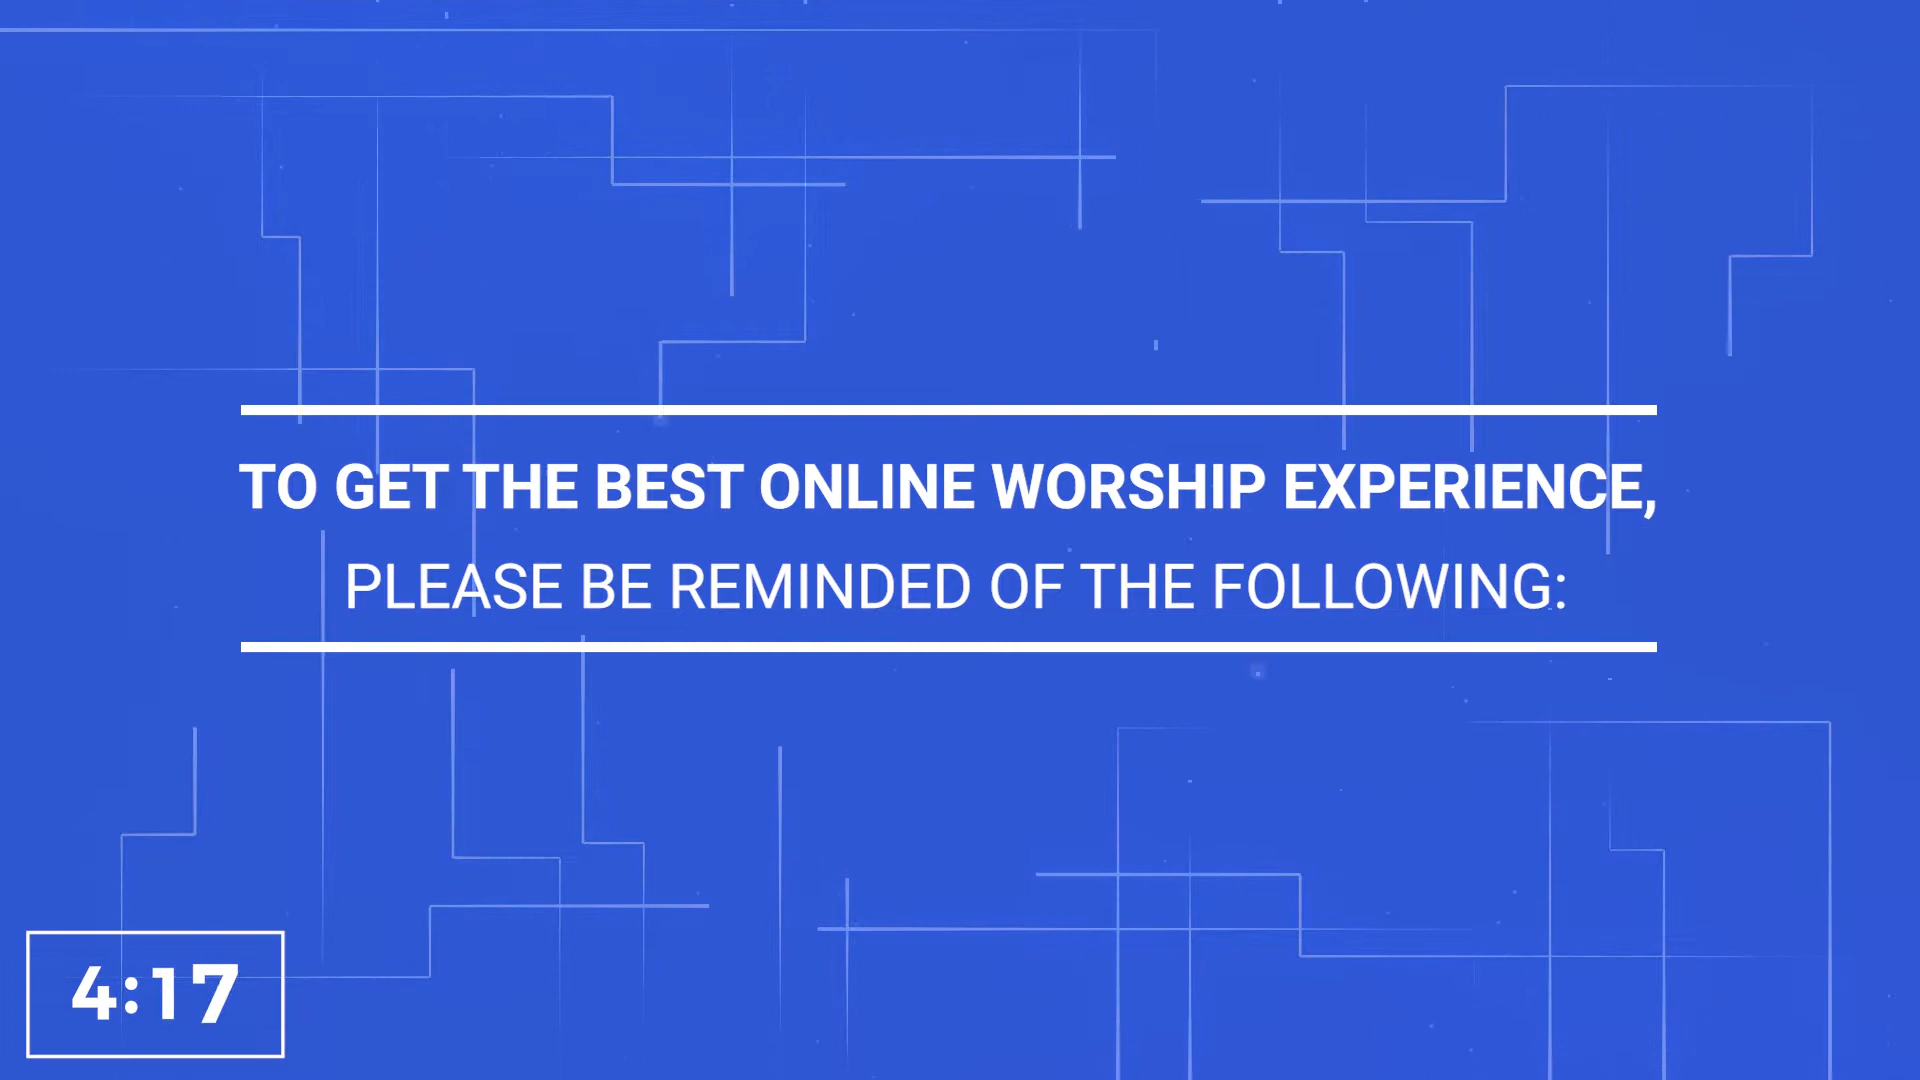 TO GET THE BEST ONLINE WORSHIP EXPERIENCE,
PLEASE BE REMINDED OF THE FOLLOWING:
4:17